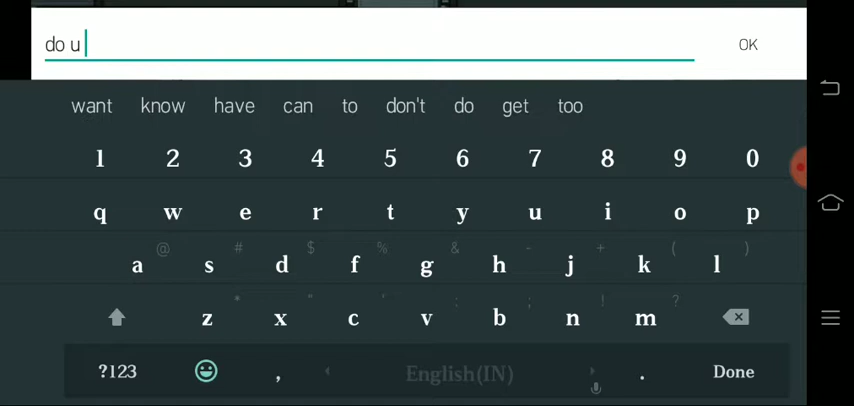 do u
OK
want know have can to don't do get too
1 2 3 4 5 6 7 8 9 0
q w e r t y u i o p
@ # $ % & - + ( )
a s d f g h j k l
* " ' : ; ! ?
z x c v b n m
?123 , English(IN) . Done